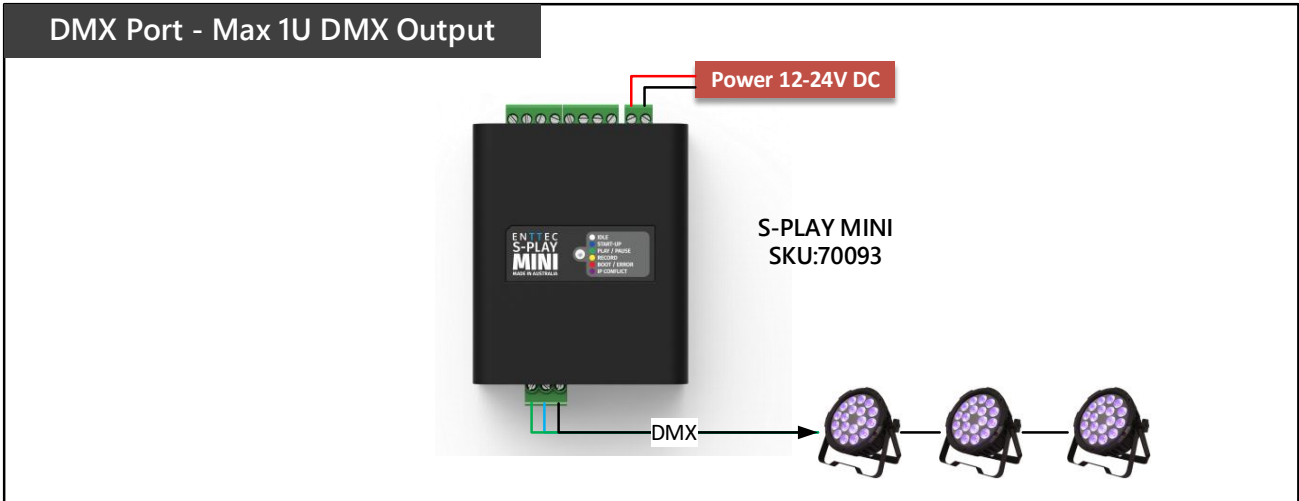 DMX Port - Max 1U DMX Output
Power 12-24V DC
ENTTEC
S-PLAY
MINI
MADE IN AUSTRALIA
IDLE
START-UP
PLAY / PAUSE
RECORD
BOOT / ERROR
IP CONFLICT
S-PLAY MINI
SKU:70093
DMX